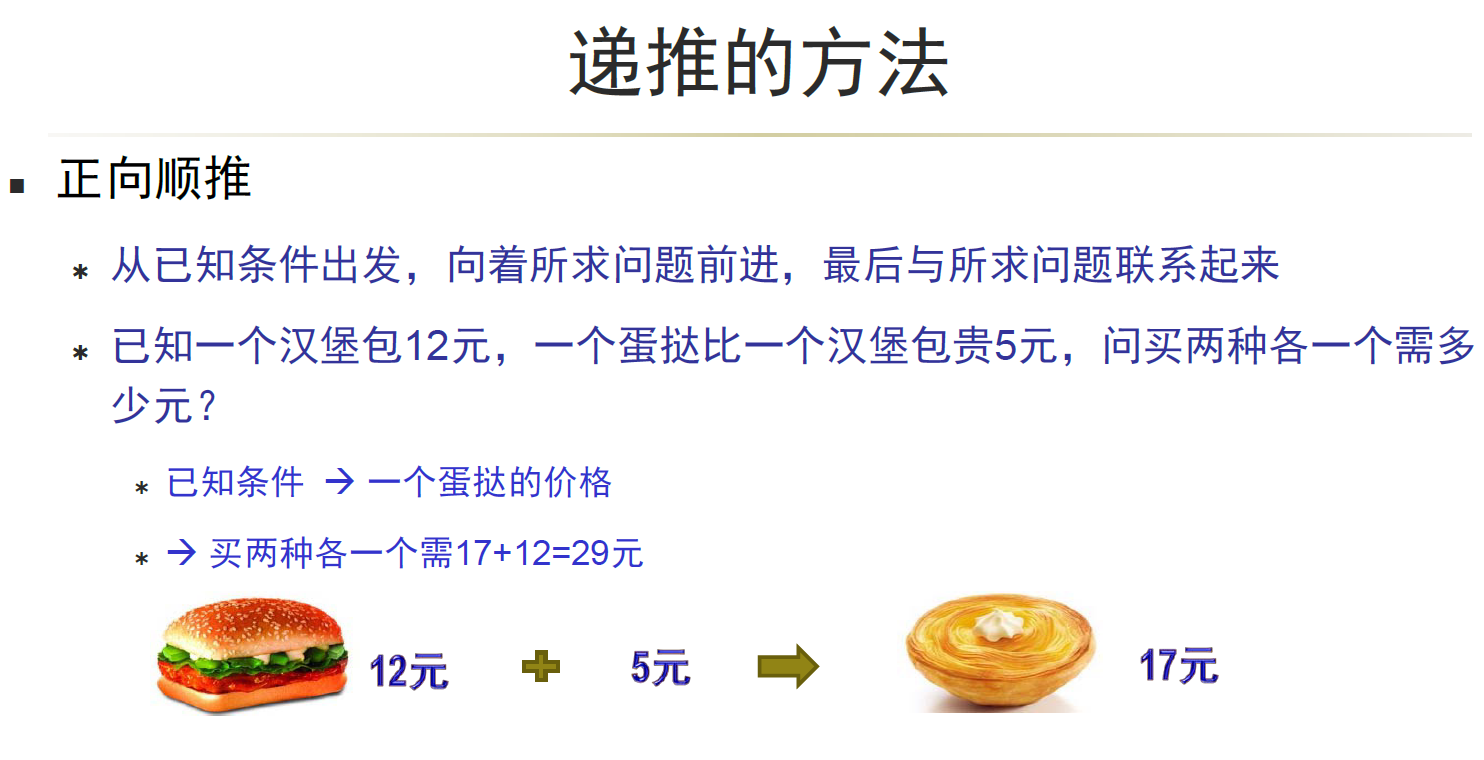 递推的方法
正向顺推
从已知条件出发，向着所求问题前进，最后与所求问题联系起来
已知一个汉堡包12元，一个蛋挞比一个汉堡包贵5元，问买两种各一个需多
少元？
已知条件 → 一个蛋挞的价格
→ 买两种各一个需17+12=29元
12元 5元 17元